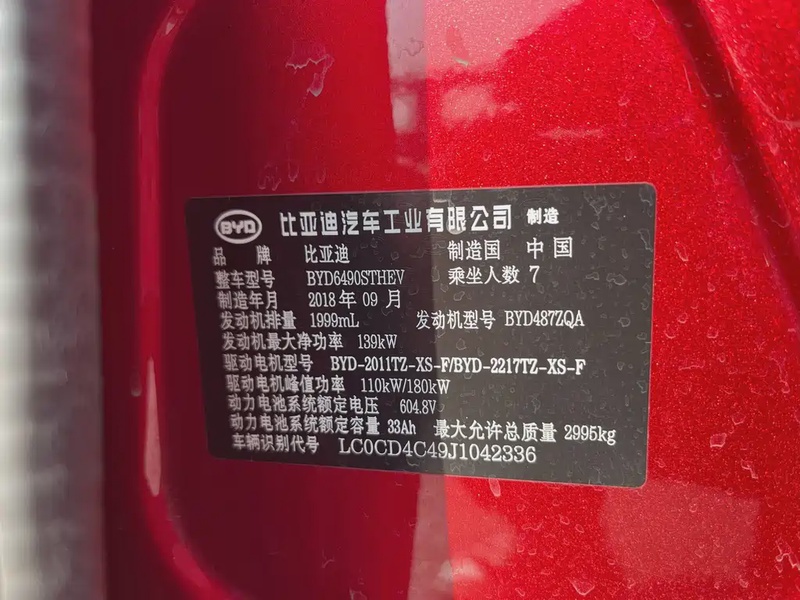 BYD 比亚迪汽车工业有限公司 制造
品 牌 比亚迪 制造国 中国
整车型号 BYD6490STHEV 乘坐人数 7
制造年月 2018年09月
发动机排量 1999mL 发动机型号 BYD487ZQA
发动机最大净功率 139kW
驱动电机型号 BYD-2011TZ-XS-F/BYD-2217TZ-XS-F
驱动电机峰值功率 110kW/180kW
动力电池系统额定电压 604.8V
动力电池系统额定容量 33Ah 最大允许总质量 2995kg
车辆识别代号 LC0CD4C49J1042336